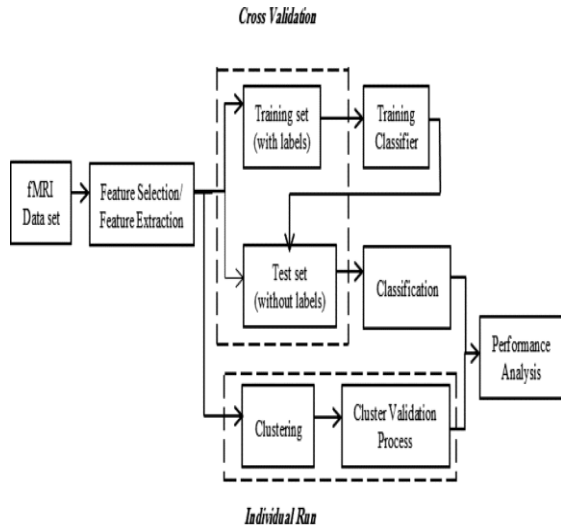 Cross Validation
Training set
(with labels)
Training
Classifier
fMRI
Data set
Feature Selection/
Feature Extraction
Test set
(without labels)
Classification
Performance
Analysis
Clustering
Cluster Validation
Process
Individual Run